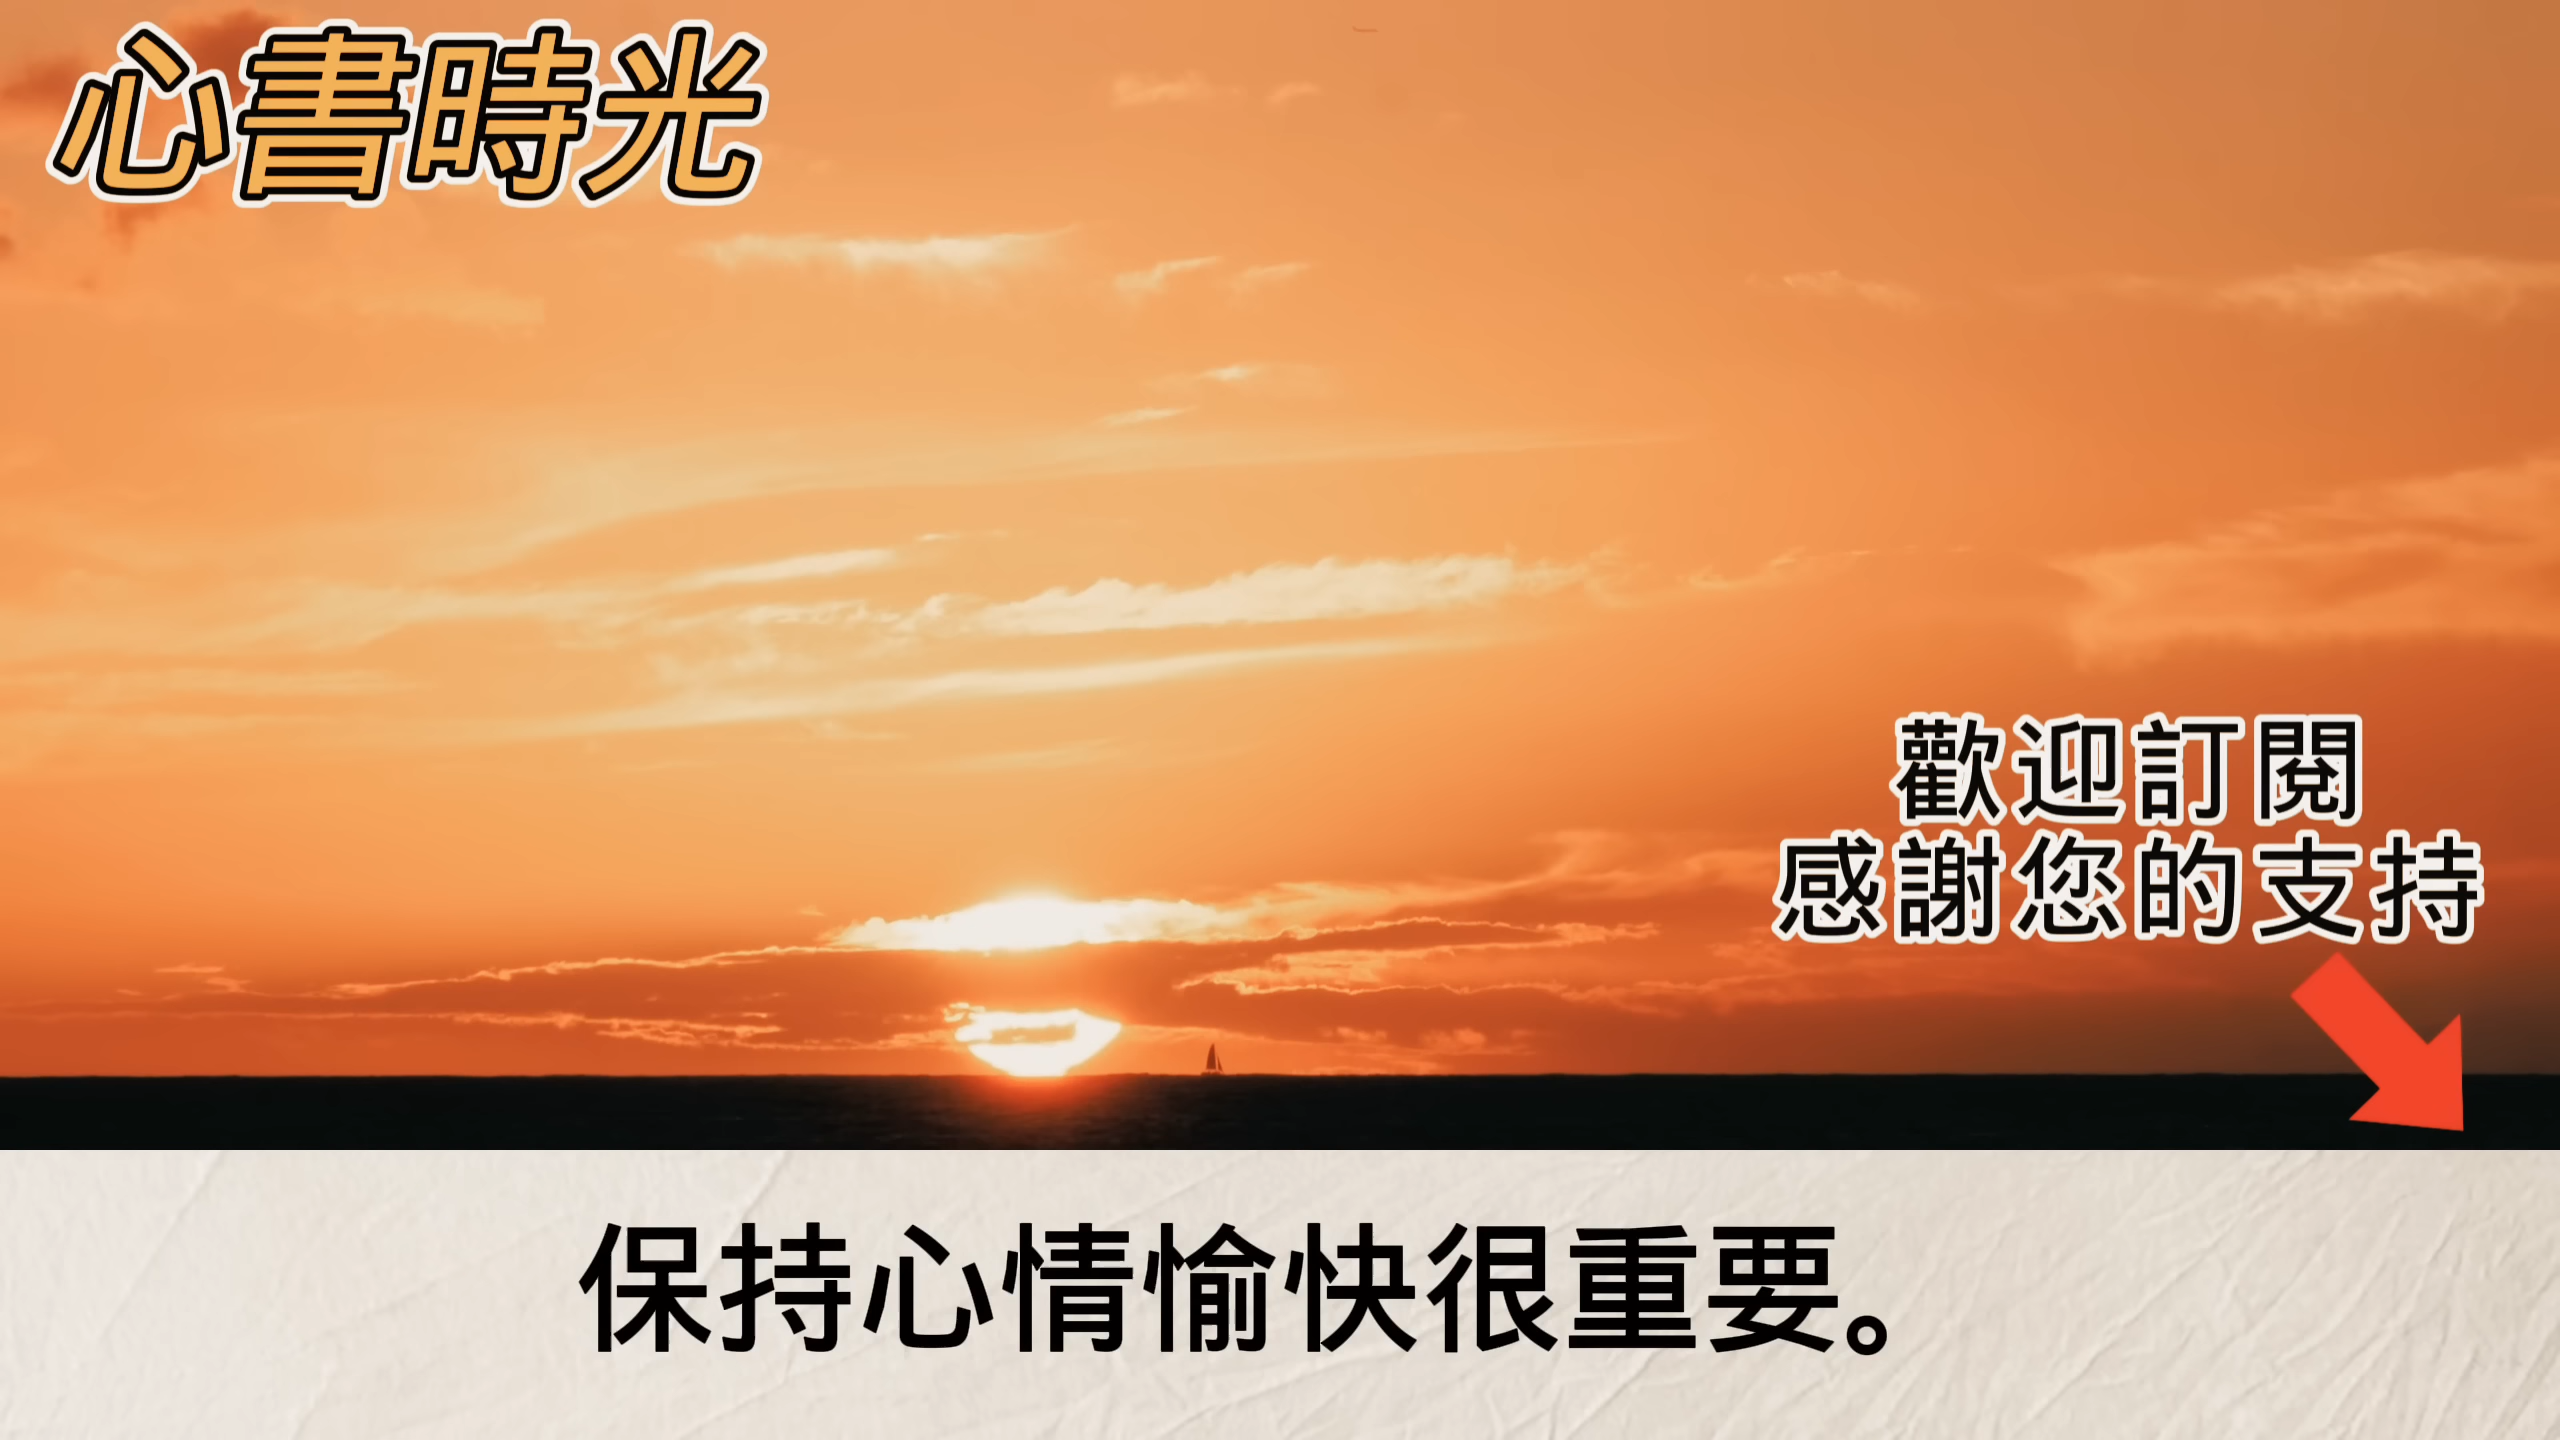 心書時光
歡迎訂閱
感謝您的支持
保持心情愉快很重要。